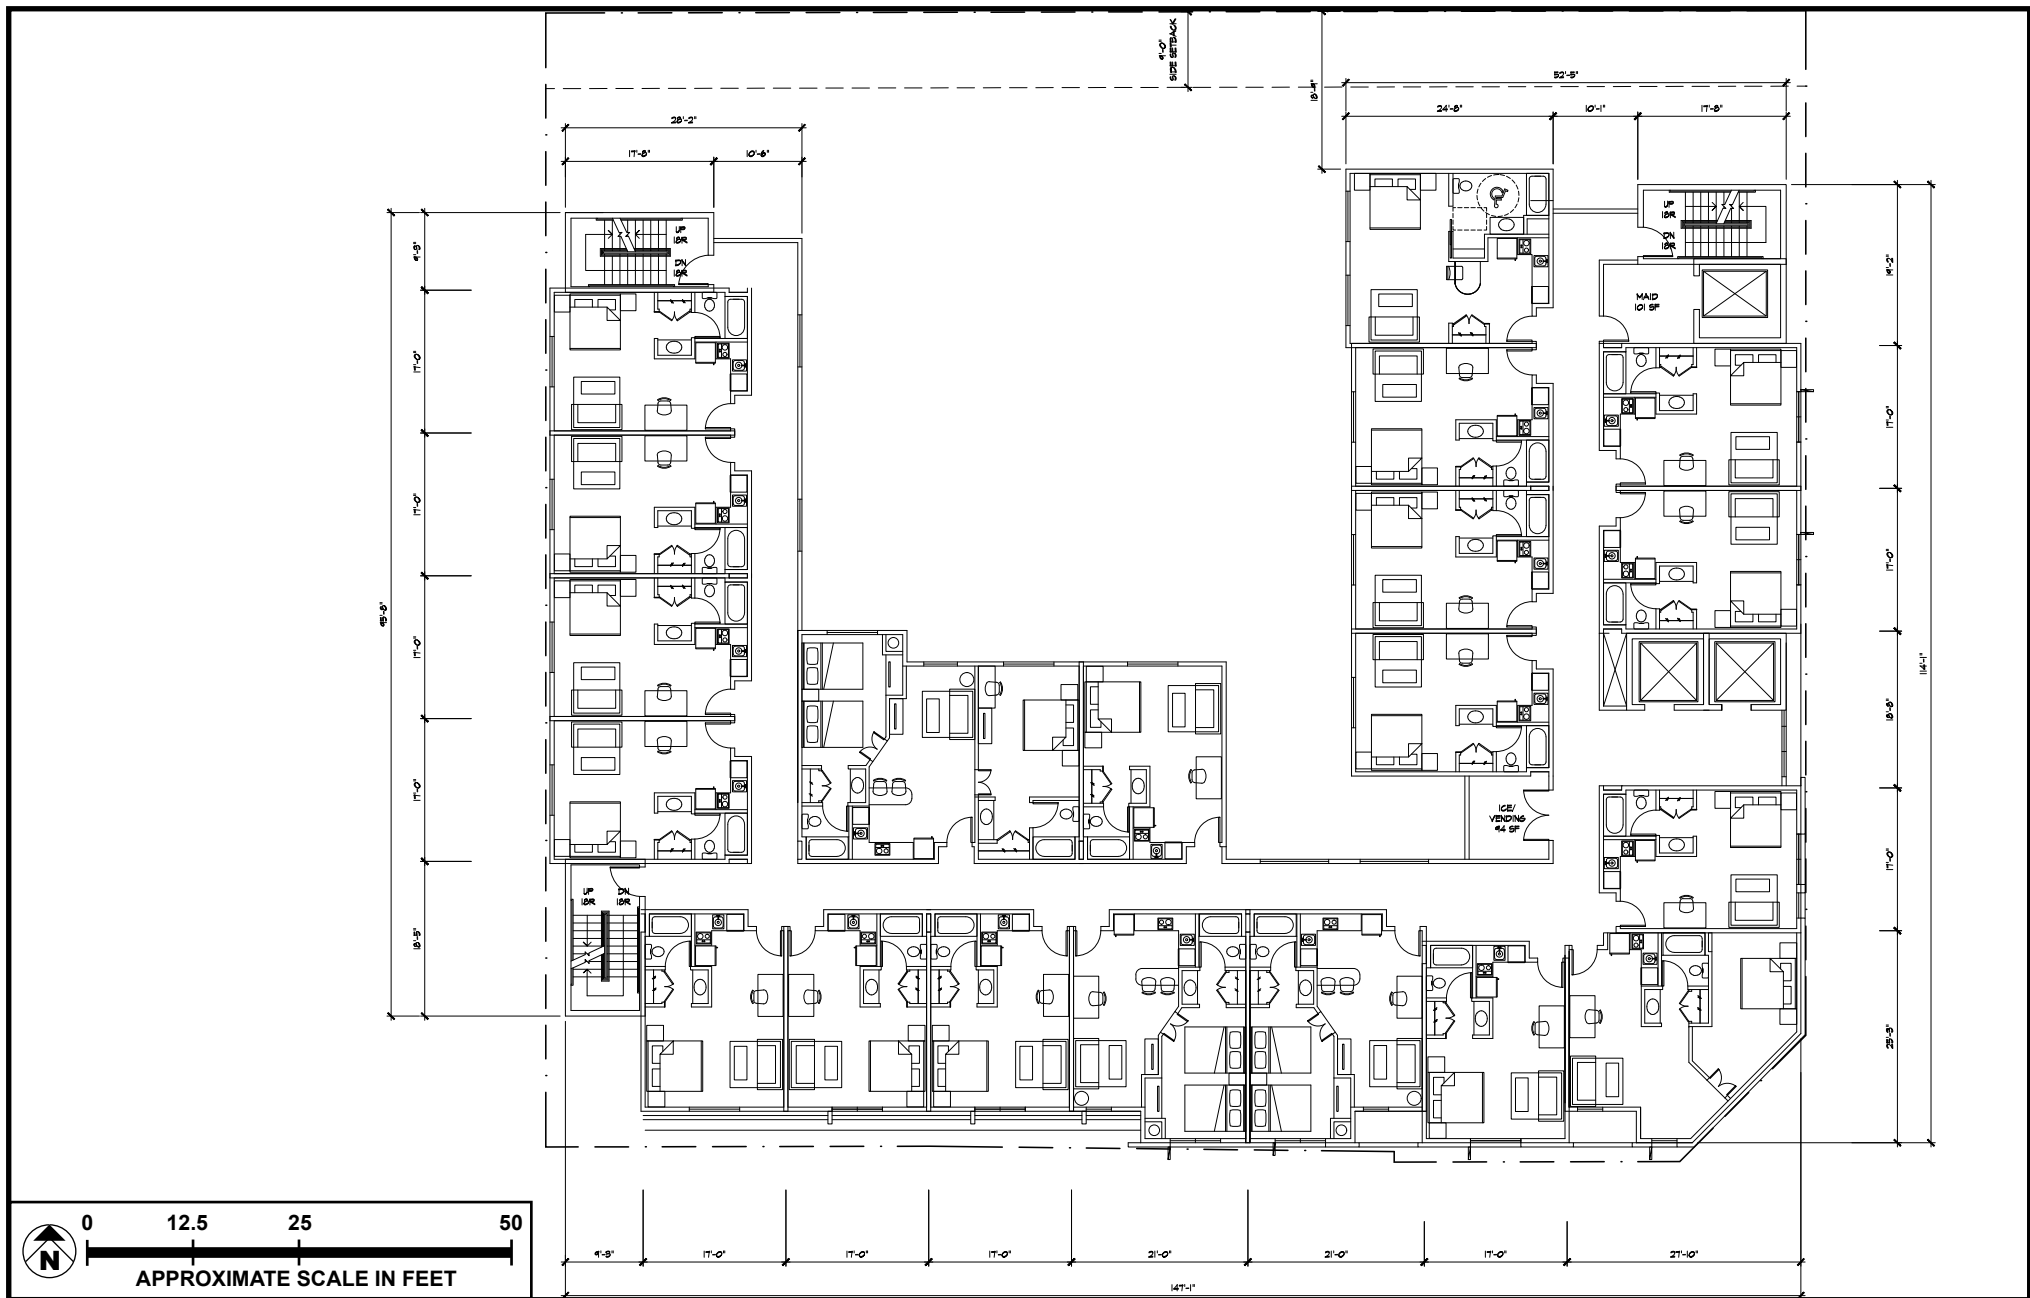 9'-0"
SIDE SETBACK
18'-9"
52'-5"
24'-8"
10'-1"
17'-8"
28'-2"
17'-8"
10'-6"
UP
18R
DN
18R
UP
18R
DN
18R
MAID
101 SF
9'-3"
17'-0"
17'-0"
17'-0"
17'-0"
18'-5"
95'-8"
19'-2"
17'-0"
17'-0"
18'-8"
17'-0"
25'-3"
114'-1"
ICE/
VENDING
94 SF
UP
18R
DN
18R
9'-3"
17'-0"
17'-0"
17'-0"
21'-0"
21'-0"
17'-0"
27'-10"
147'-1"
N
0
12.5
25
50
APPROXIMATE SCALE IN FEET